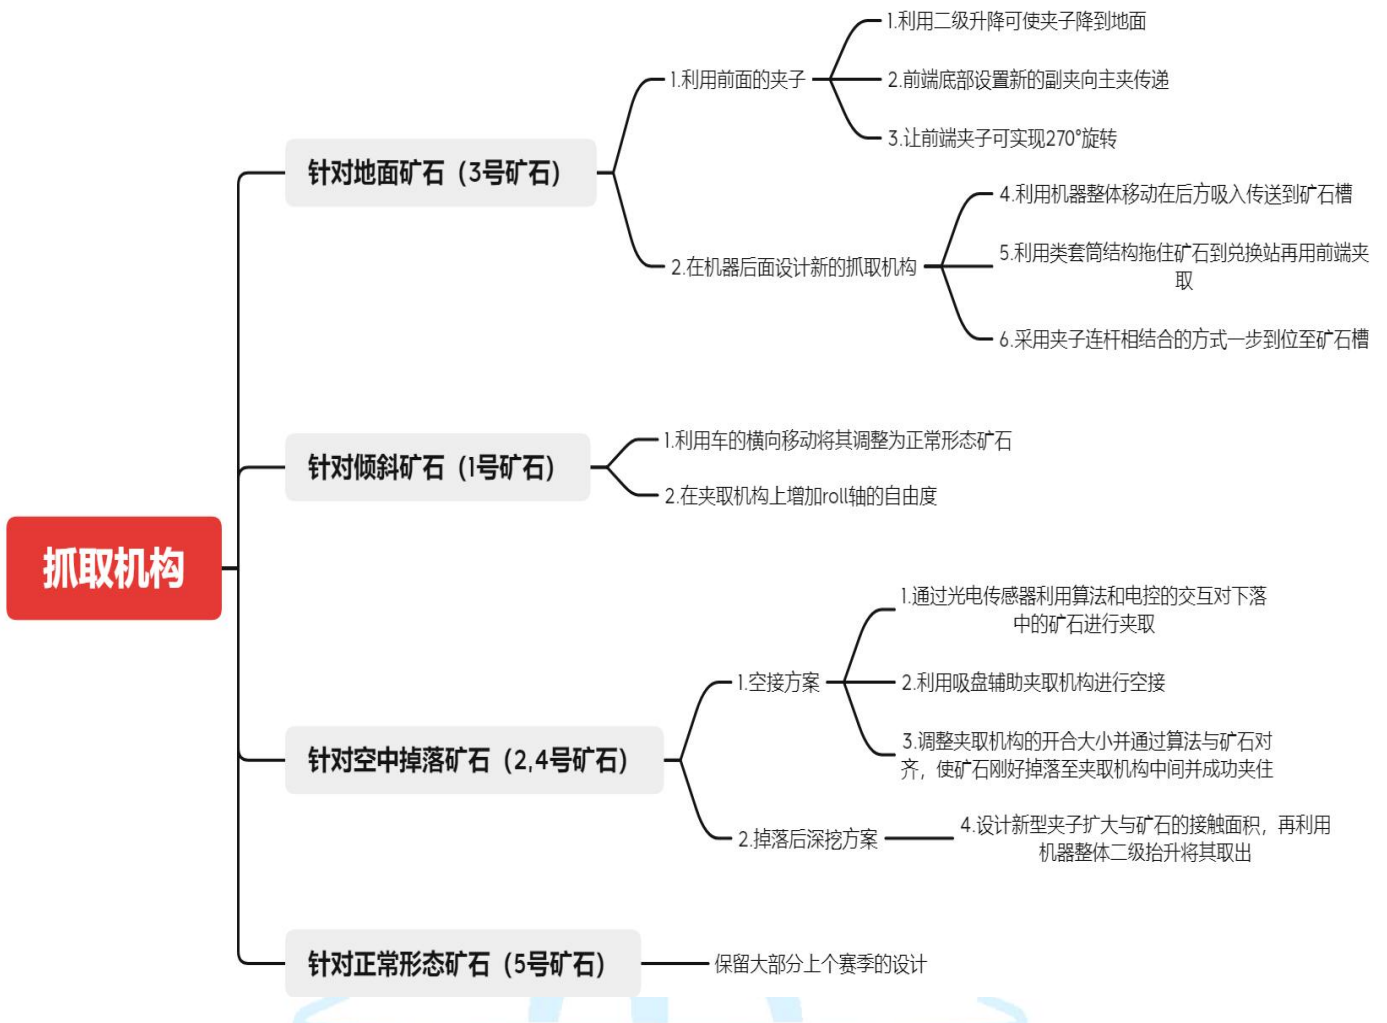 抓取机构
针对地面矿石（3号矿石）
1.利用前面的夹子
1.利用二级升降可使夹子降到地面
2.前端底部设置新的副夹向主夹传递
3.让前端夹子可实现270°旋转
2.在机器后面设计新的抓取机构
4.利用机器整体移动在后方吸入传送到矿石槽
5.利用类套筒结构拖住矿石到兑换站再用前端夹
取
6.采用夹子连杆相结合的方式一步到位至矿石槽
针对倾斜矿石（1号矿石）
1.利用车的横向移动将其调整为正常形态矿石
2.在夹取机构上增加roll轴的自由度
针对空中掉落矿石（2,4号矿石）
1.空接方案
1.通过光电传感器利用算法和电控的交互对下落
中的矿石进行夹取
2.利用吸盘辅助夹取机构进行空接
3.调整夹取机构的开合大小并通过算法与矿石对
齐，使矿石刚好掉落至夹取机构中间并成功夹住
2.掉落后深挖方案
4.设计新型夹子扩大与矿石的接触面积，再利用
机器整体二级抬升将其取出
针对正常形态矿石（5号矿石）
保留大部分上个赛季的设计